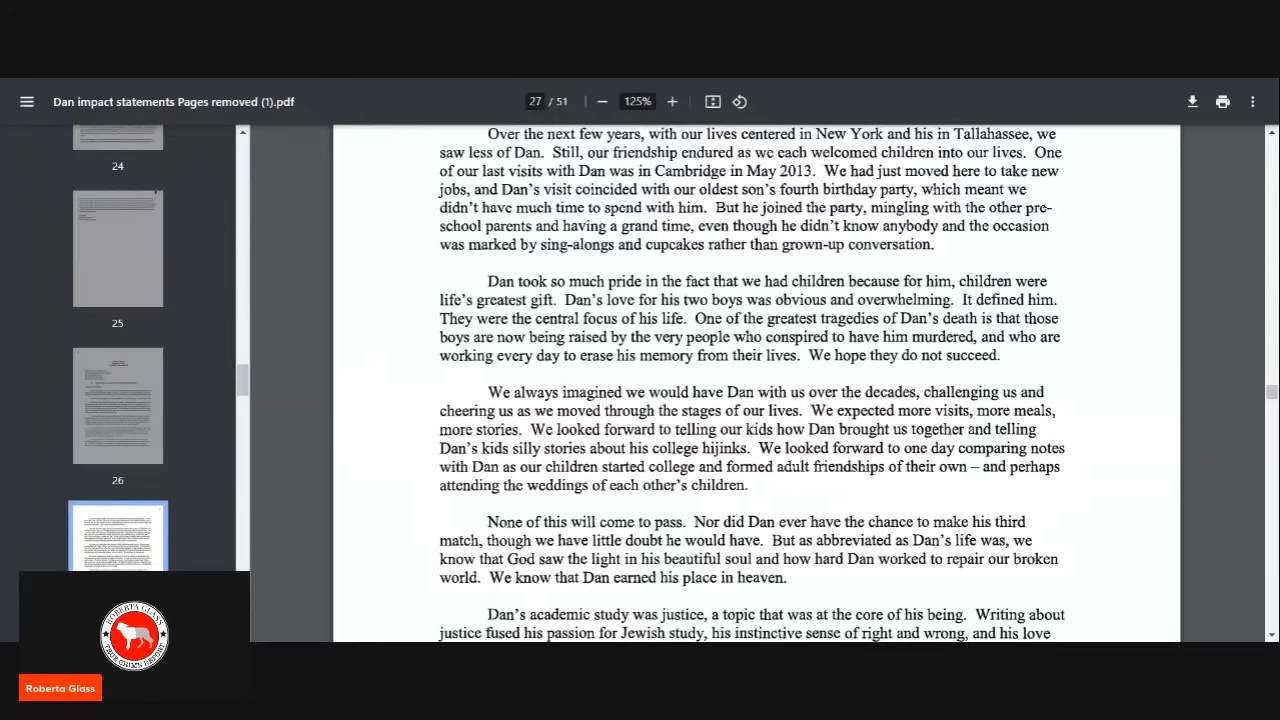 Dan impact statements Pages removed (1).pdf
27 / 51
125%
24
25
26
Over the next few years, with our lives centered in New York and his in Tallahassee, we
saw less of Dan. Still, our friendship endured as we each welcomed children into our lives. One
of our last visits with Dan was in Cambridge in May 2013. We had just moved here to take new
jobs, and Dan's visit coincided with our oldest son's fourth birthday party, which meant we
didn't have much time to spend with him. But he joined the party, mingling with the other pre-
school parents and having a grand time, even though he didn't know anybody and the occasion
was marked by sing-alongs and cupcakes rather than grown-up conversation.
Dan took so much pride in the fact that we had children because for him, children were
life's greatest gift. Dan's love for his two boys was obvious and overwhelming. It defined him.
They were the central focus of his life. One of the greatest tragedies of Dan's death is that those
boys are now being raised by the very people who conspired to have him murdered, and who are
working every day to erase his memory from their lives. We hope they do not succeed.
We always imagined we would have Dan with us over the decades, challenging us and
cheering us as we moved through the stages of our lives. We expected more visits, more meals,
more stories. We looked forward to telling our kids how Dan brought us together and telling
Dan's kids silly stories about his college hijinks. We looked forward to one day comparing notes
with Dan as our children started college and formed adult friendships of their own – and perhaps
attending the weddings of each other's children.
None of this will come to pass. Nor did Dan ever have the chance to make his third
match, though we have little doubt he would have. But as abbreviated as Dan's life was, we
know that God saw the light in his beautiful soul and how hard Dan worked to repair our broken
world. We know that Dan earned his place in heaven.
Dan's academic study was justice, a topic that was at the core of his being. Writing about
justice fused his passion for Jewish study, his instinctive sense of right and wrong, and his love
ROBERTA GLASS
TRUE CRIME REPORT
Roberta Glass